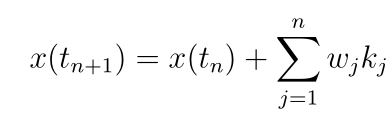 x(t_{n+1}) = x(t_n) + \sum_{j=1}^{n} w_j k_j